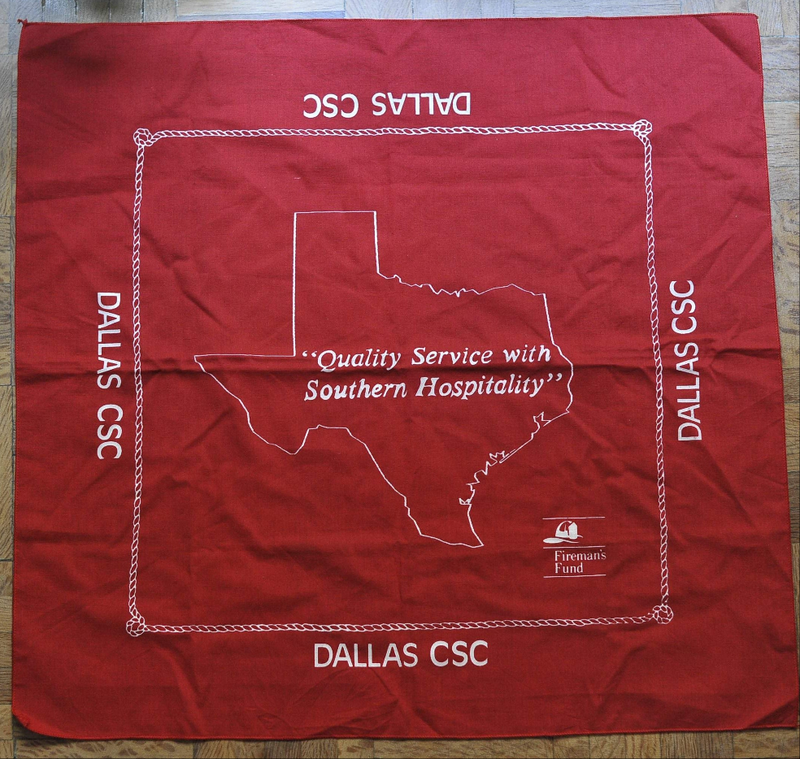 DALLAS CSC
DALLAS CSC
DALLAS CSC
“Quality Service with
Southern Hospitality”
Fireman's
Fund
DALLAS CSC